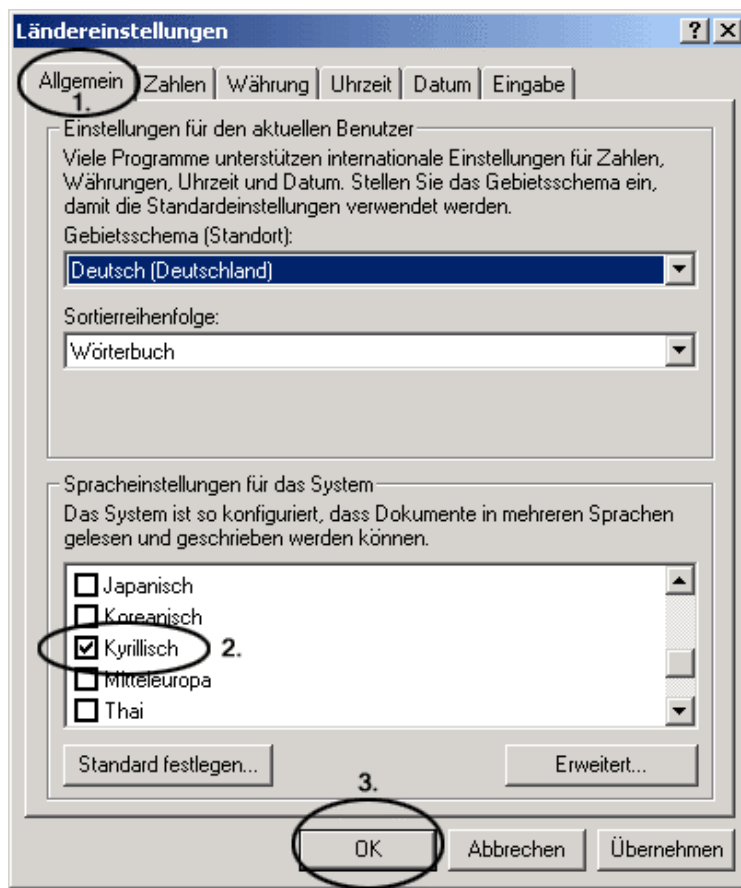 Ländereinstellungen
Allgemein Zahlen Währung Uhrzeit Datum Eingabe
1.
Einstellungen für den aktuellen Benutzer
Viele Programme unterstützen internationale Einstellungen für Zahlen,
Währungen, Uhrzeit und Datum. Stellen Sie das Gebietsschema ein,
damit die Standardeinstellungen verwendet werden.
Gebietsschema (Standort):
Deutsch (Deutschland)
Sortierreihenfolge:
Wörterbuch
Spracheinstellungen für das System
Das System ist so konfiguriert, dass Dokumente in mehreren Sprachen
gelesen und geschrieben werden können.
Japanisch
Koreanisch
Kyrillisch 2.
Mitteleuropa
Thai
Standard festlegen... Erweitert...
3.
OK Abbrechen Übernehmen